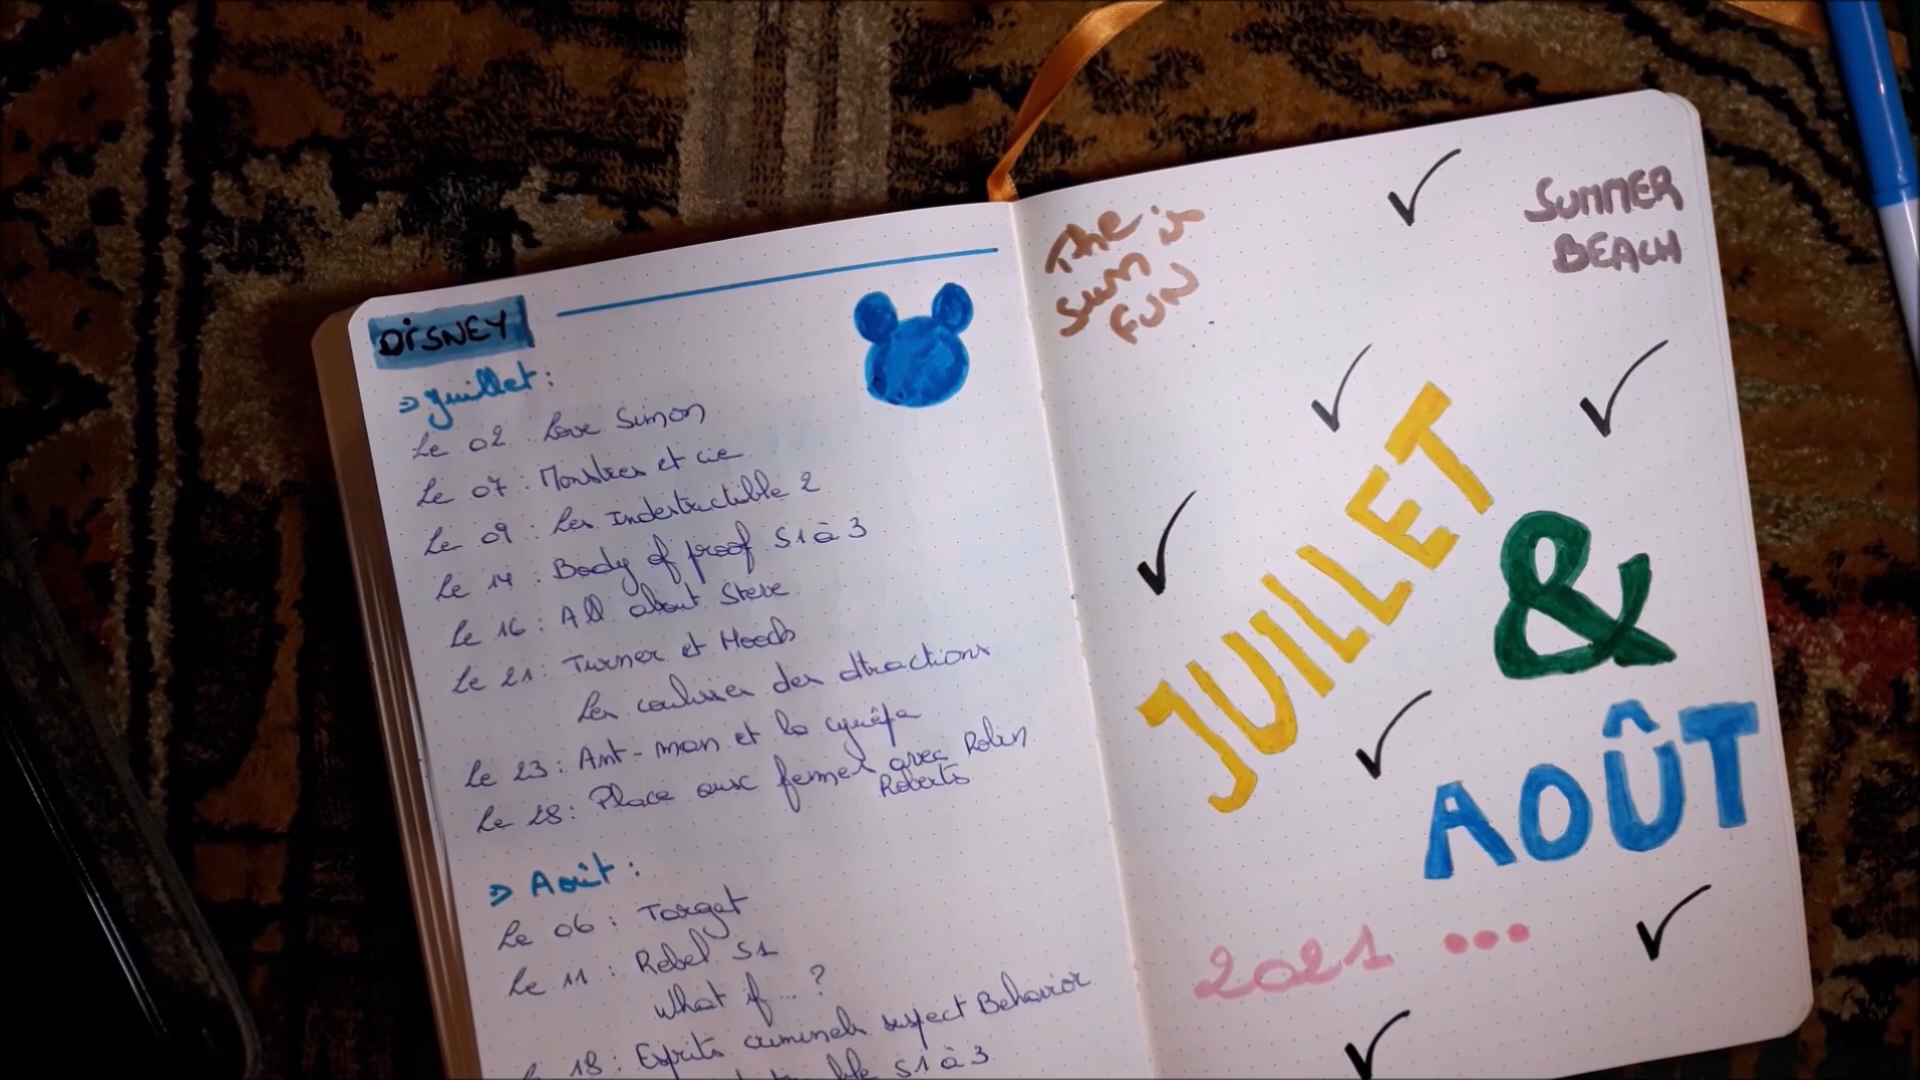 DISNEY
⇒ Juillet :
Le 02 : Love Simon
Le 07 : Monstres et cie
Le 09 : Les Indestructible 2
Le 14 : Body of proof S1 à 3
Le 16 : All about Steve
Le 21 : Turner et Hooch
Les coulisses des attractions
Le 23 : Ant-man et la guêpe
Le 28 : Place aux femmes avec Robin
Roberts
⇒ Août :
Le 06 : Target
Le 11 : Rebel S1
What if... ?
Le 18 : Esprits criminels suspect Behavior
S1 à 3
The
Sum in
FUN
SUMMER
BEACH
JUILLET
&
AOÛT
2021 ...